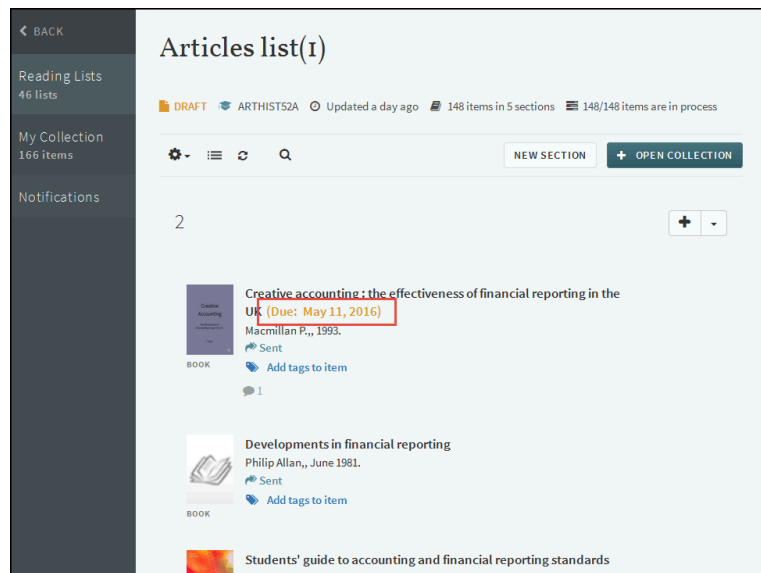 BACK
Reading Lists
46 lists
My Collection
166 items
Notifications
Articles list(1)
DRAFT ARTHIST52A Updated a day ago 148 items in 5 sections 148/148 items are in process
NEW SECTION + OPEN COLLECTION
2
Creative Accounting
Creative accounting : the effectiveness of financial reporting in the
UK (Due: May 11, 2016)
Macmillan P.,, 1993.
Sent
BOOK
Add tags to item
1
Developments in financial reporting
Philip Allan,, June 1981.
Sent
Add tags to item
BOOK
Students' guide to accounting and financial reporting standards